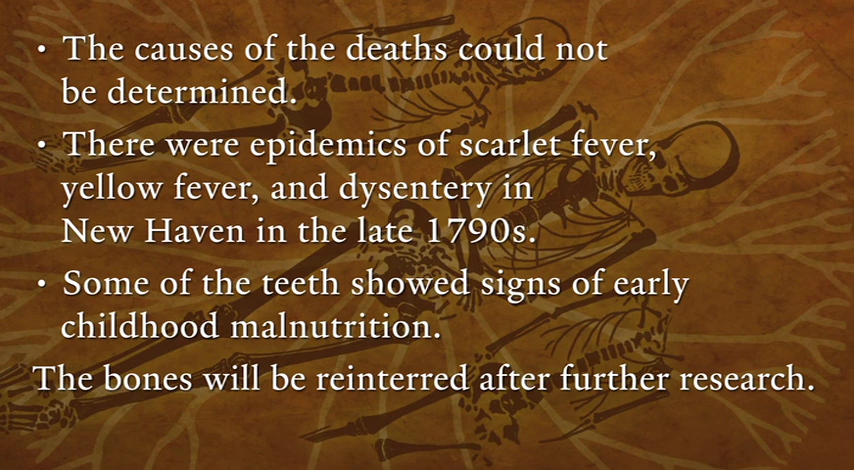 • The causes of the deaths could not
be determined.
• There were epidemics of scarlet fever,
yellow fever, and dysentery in
New Haven in the late 1790s.
• Some of the teeth showed signs of early
childhood malnutrition.
The bones will be reinterred after further research.